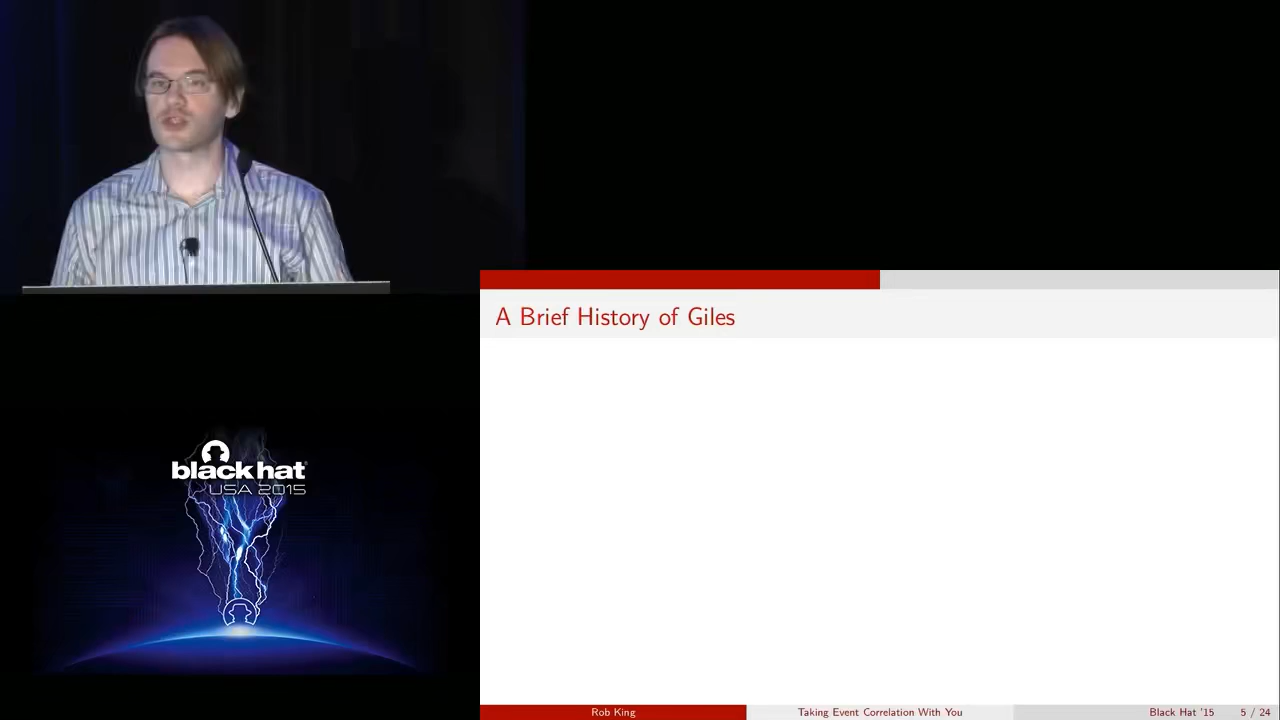 A Brief History of Giles
black hat
USA 2015
Rob King
Taking Event Correlation With You
Black Hat '15
5 / 24